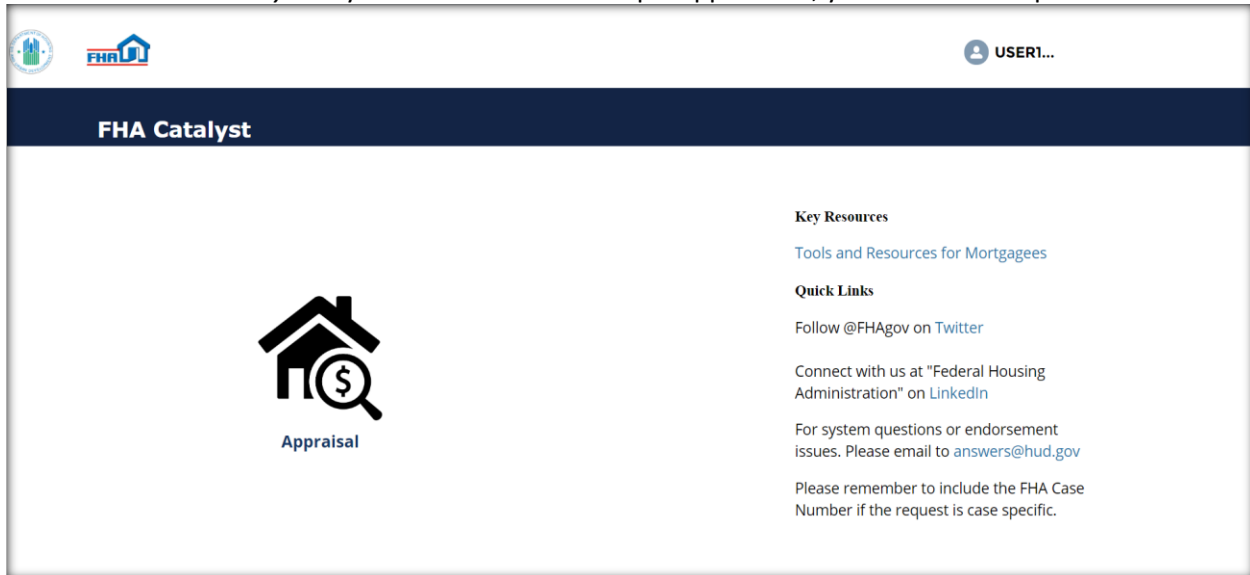 FHA
USER1...
FHA Catalyst
Appraisal
Key Resources
Tools and Resources for Mortgagees
Quick Links
Follow @FHAgov on Twitter
Connect with us at "Federal Housing
Administration" on LinkedIn
For system questions or endorsement
issues. Please email to answers@hud.gov
Please remember to include the FHA Case
Number if the request is case specific.